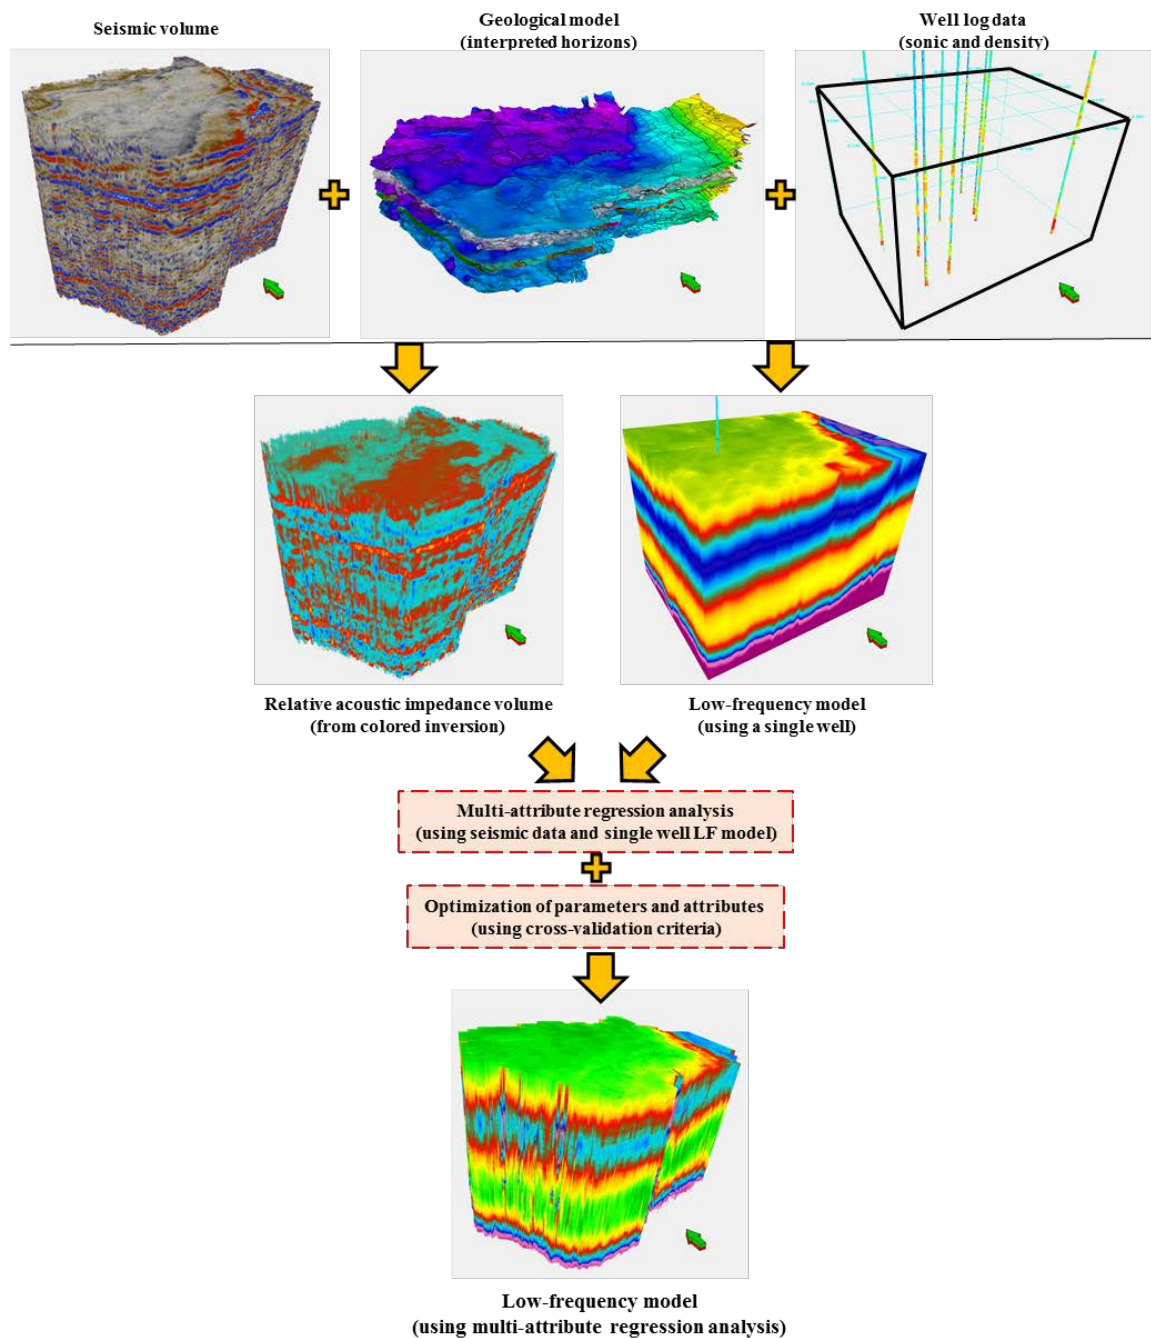 Seismic volume
Geological model
(interpreted horizons)
Well log data
(sonic and density)
Relative acoustic impedance volume
(from colored inversion)
Low-frequency model
(using a single well)
Multi-attribute regression analysis
(using seismic data and single well LF model)
Optimization of parameters and attributes
(using cross-validation criteria)
Low-frequency model
(using multi-attribute regression analysis)